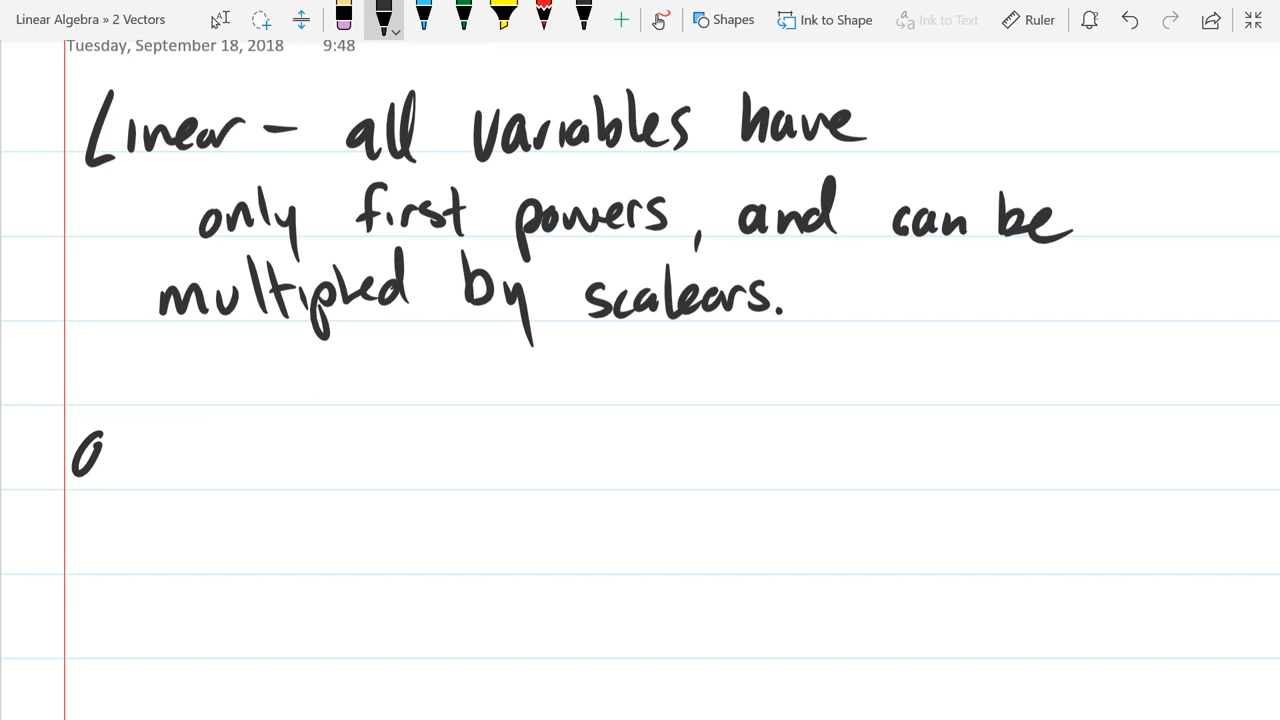 Linear Algebra » 2 Vectors
Shapes
Ink to Shape
Ink to Text
Ruler
Tuesday, September 18, 2018 9:48
Linear - all variables have
only first powers, and can be
multiplied by scalears.
0